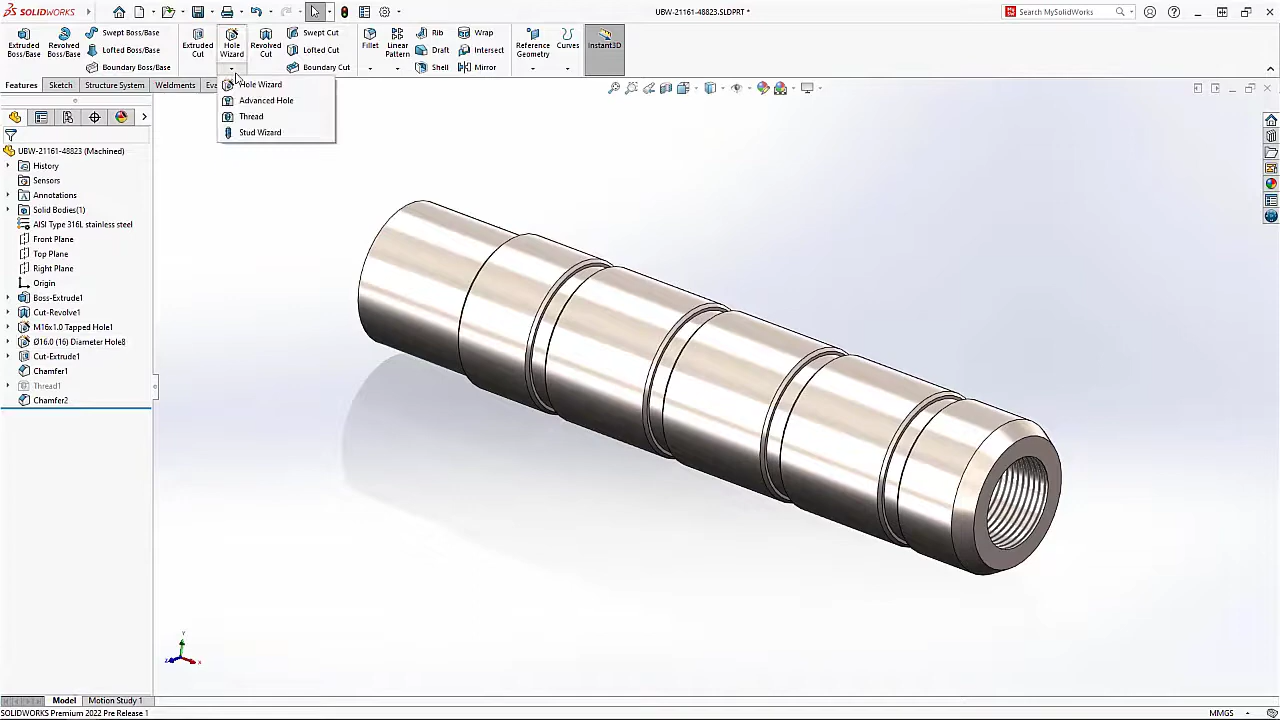 SOLIDWORKS
UBW-21161-48823.SLDPRT *
Search MySolidWorks
Extruded Boss/Base
Revolved Boss/Base
Swept Boss/Base
Lofted Boss/Base
Boundary Boss/Base
Extruded Cut
Hole Wizard
Revolved Cut
Swept Cut
Lofted Cut
Boundary Cut
Fillet
Linear Pattern
Rib
Draft
Shell
Wrap
Intersect
Mirror
Reference Geometry
Curves
Instant3D
Features
Sketch
Structure System
Weldments
Eva
Hole Wizard
Advanced Hole
Thread
Stud Wizard
UBW-21161-48823 (Machined)
History
Sensors
Annotations
Solid Bodies(1)
AISI Type 316L stainless steel
Front Plane
Top Plane
Right Plane
Origin
Boss-Extrude1
Cut-Revolve1
M16x1.0 Tapped Hole1
Ø16.0 (16) Diameter Hole8
Cut-Extrude1
Chamfer1
Thread1
Chamfer2
Y
Z
X
Model
Motion Study 1
SOLIDWORKS Premium 2022 Pre Release 1
MMGS